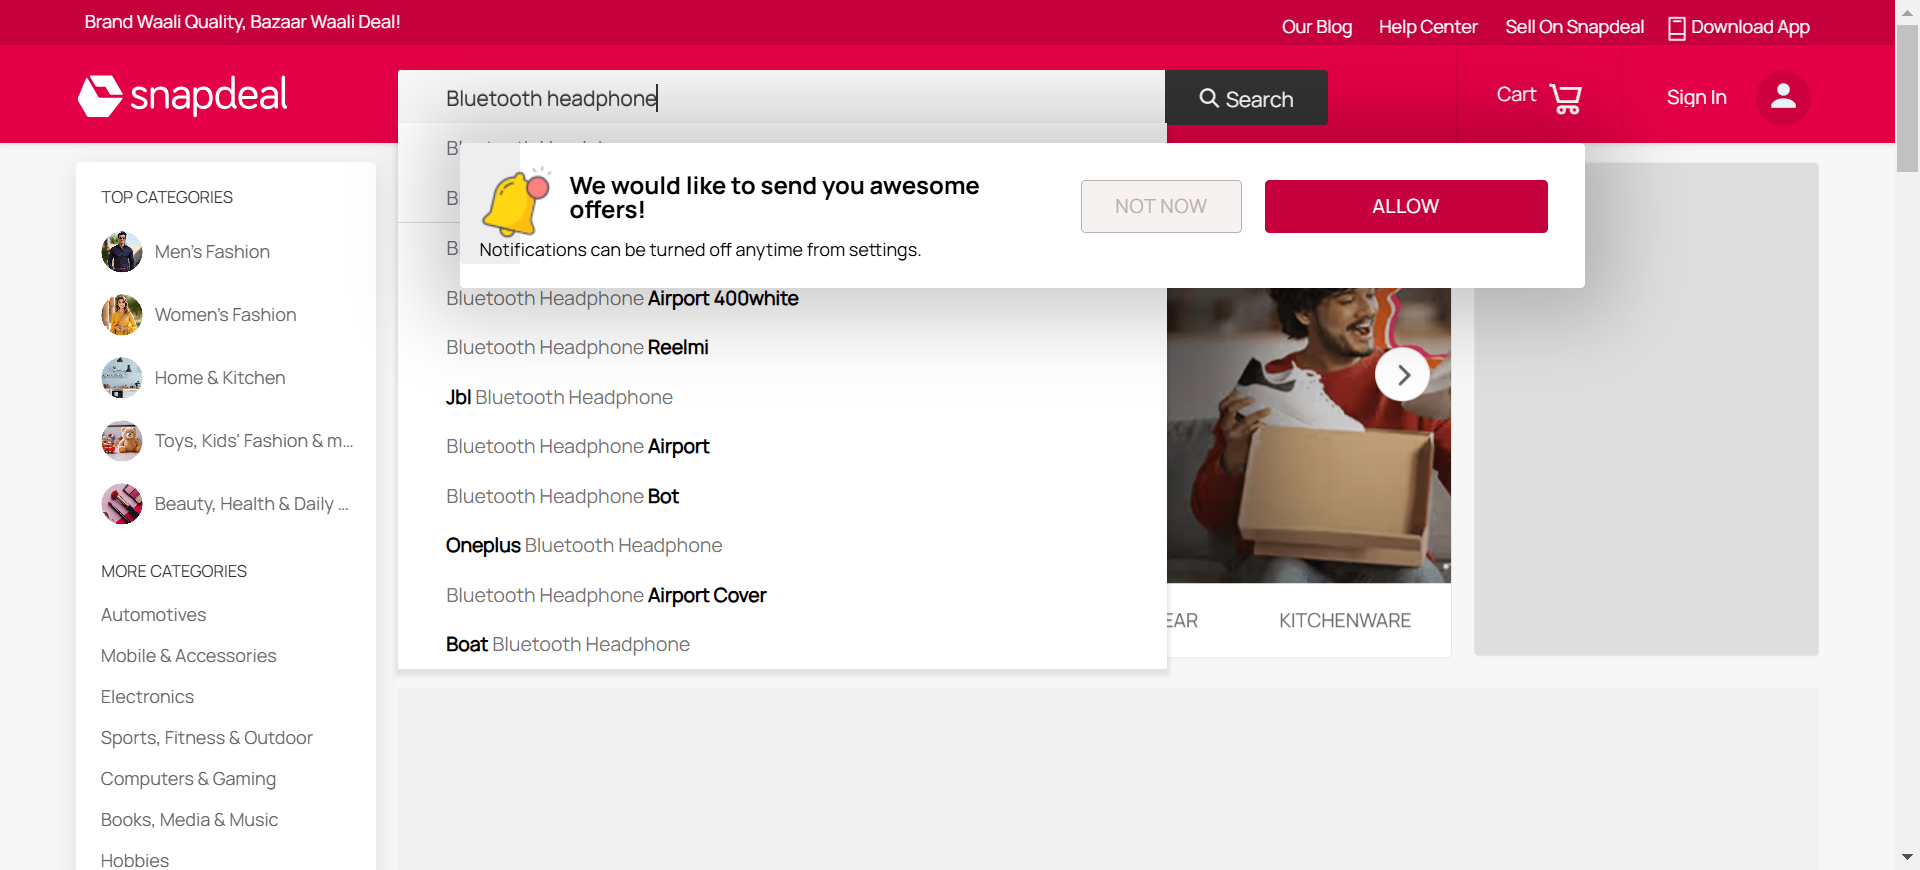 Brand Waali Quality, Bazaar Waali Deal!
Our Blog
Help Center
Sell On Snapdeal
Download App
snapdeal
Bluetooth headphone
Search
Cart
Sign In
We would like to send you awesome
offers!
Notifications can be turned off anytime from settings.
NOT NOW
ALLOW
TOP CATEGORIES
Men's Fashion
Women's Fashion
Home & Kitchen
Toys, Kids' Fashion & m...
Beauty, Health & Daily ...
MORE CATEGORIES
Automotives
Mobile & Accessories
Electronics
Sports, Fitness & Outdoor
Computers & Gaming
Books, Media & Music
Hobbies
Bluetooth Headphone Airport 400white
Bluetooth Headphone Reelmi
Jbl Bluetooth Headphone
Bluetooth Headphone Airport
Bluetooth Headphone Bot
Oneplus Bluetooth Headphone
Bluetooth Headphone Airport Cover
Boat Bluetooth Headphone
EAR
KITCHENWARE